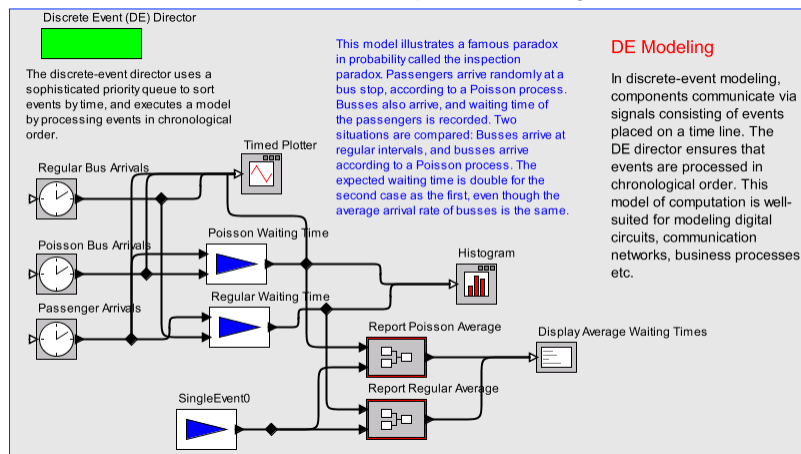 Discrete Event (DE) Director
The discrete-event director uses a
sophisticated priority queue to sort
events by time, and executes a model
by processing events in chronological
order.
This model illustrates a famous paradox
in probability called the inspection
paradox. Passengers arrive randomly at a
bus stop, according to a Poisson process.
Busses also arrive, and waiting time of
the passengers is recorded. Two
situations are compared: Busses arrive at
regular intervals, and busses arrive
according to a Poisson process. The
expected waiting time is double for the
second case as the first, even though the
average arrival rate of busses is the same.
DE Modeling
In discrete-event modeling,
components communicate via
signals consisting of events
placed on a time line. The
DE director ensures that
events are processed in
chronological order. This
model of computation is well-
suited for modeling digital
circuits, communication
networks, business processes
etc.
Timed Plotter
Regular Bus Arrivals
Poisson Waiting Time
Poisson Bus Arrivals
Histogram
Regular Waiting Time
Passenger Arrivals
Report Poisson Average
Display Average Waiting Times
Report Regular Average
SingleEvent0